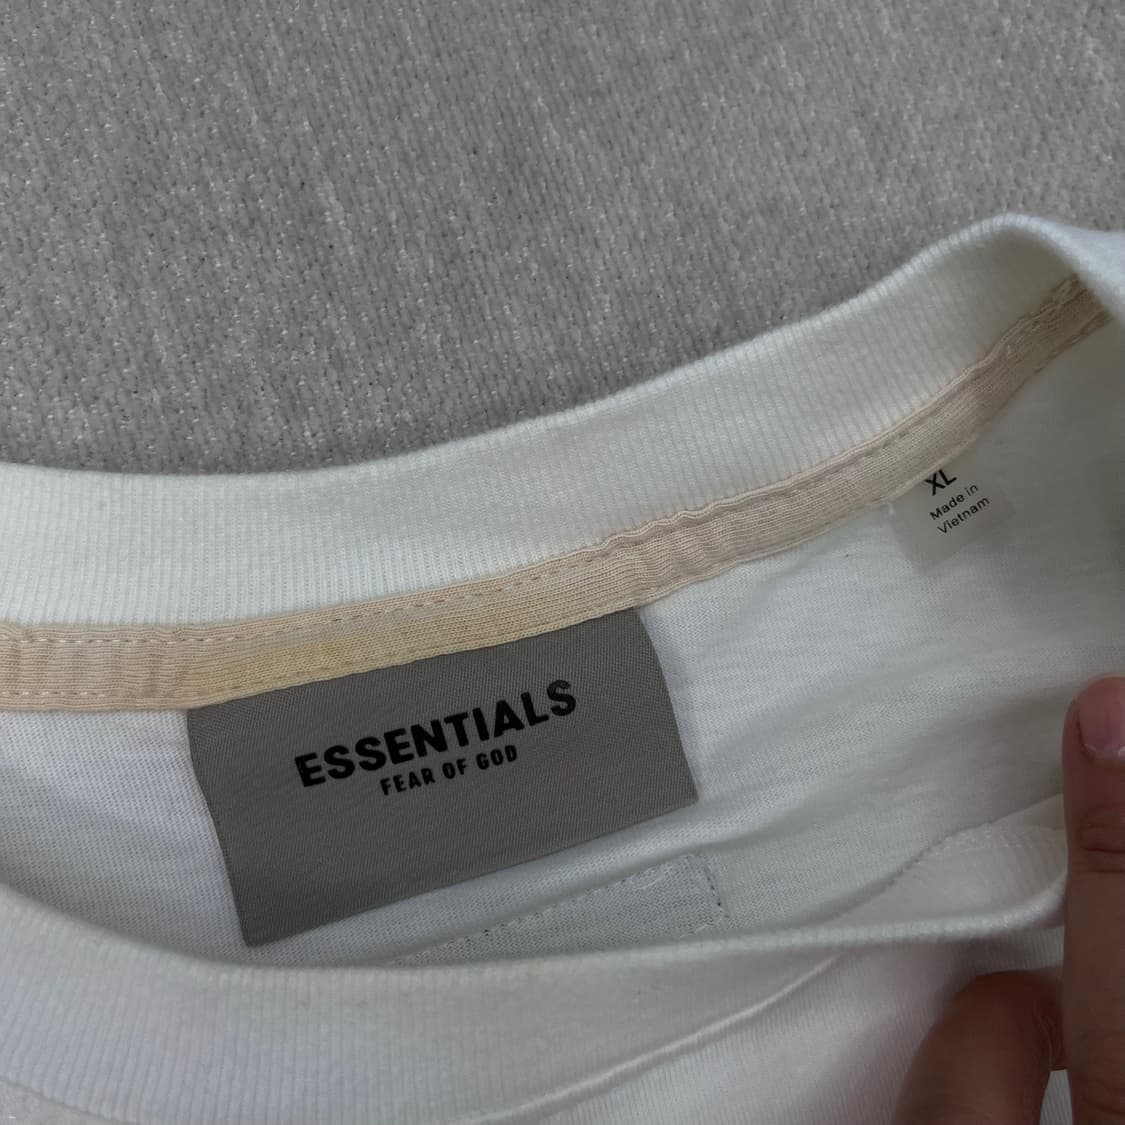 ESSENTIALS
FEAR OF GOD
XL
Made in
Vietnam